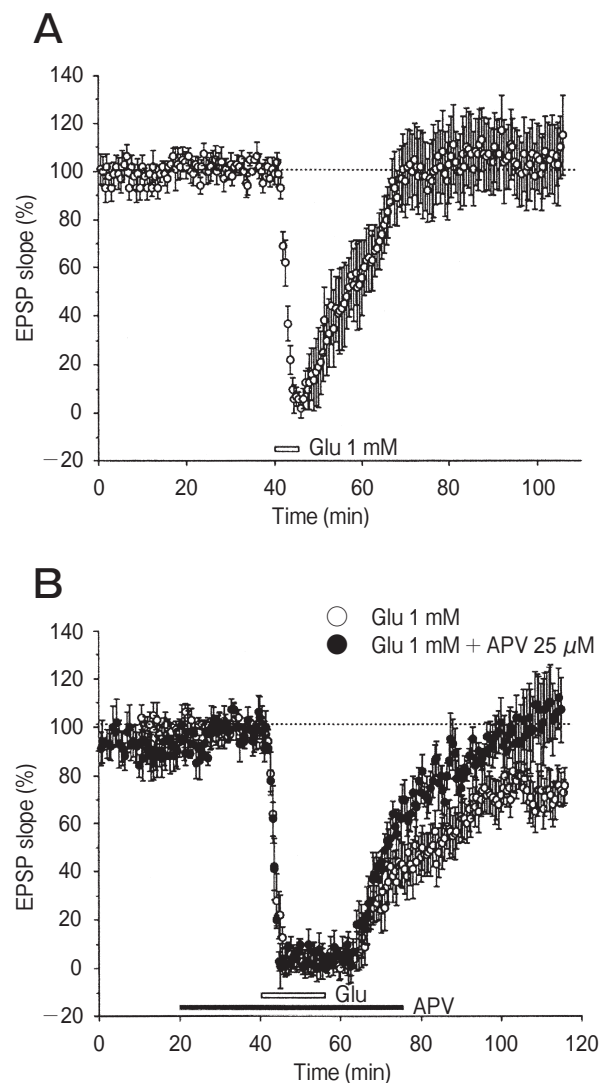 A
140
120
100
80
60
40
20
0
−20
EPSP slope (%)
Glu 1 mM
0 20 40 60 80 100
Time (min)
B
Glu 1 mM
Glu 1 mM + APV 25 µM
140
120
100
80
60
40
20
0
−20
EPSP slope (%)
Glu
APV
0 20 40 60 80 100 120
Time (min)